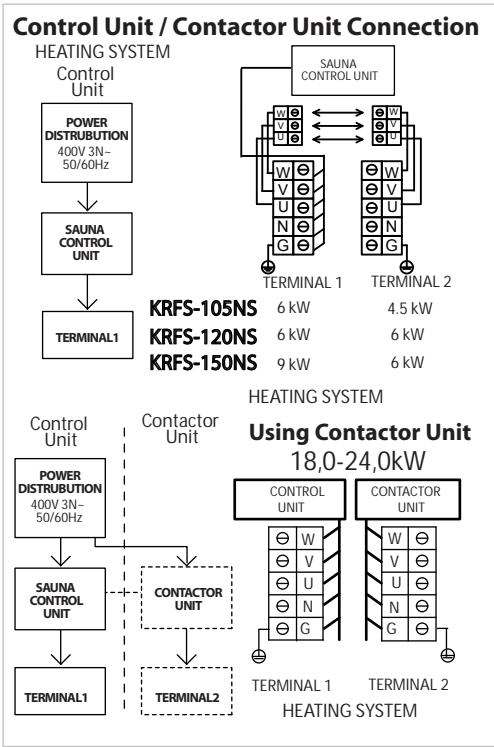 Control Unit / Contactor Unit Connection
HEATING SYSTEM
Control
Unit
POWER
DISTRUBUTION
400V 3N~
50/60Hz
SAUNA
CONTROL
UNIT
TERMINAL1
SAUNA
CONTROL UNIT
W
V
U
W
V
U
W
V
U
N
G
W
V
U
N
G
TERMINAL 1
TERMINAL 2
KRFS-105NS 6 kW 4.5 kW
KRFS-120NS 6 kW 6 kW
KRFS-150NS 9 kW 6 kW
HEATING SYSTEM
Control
Unit
Contactor
Unit
POWER
DISTRUBUTION
400V 3N~
50/60Hz
SAUNA
CONTROL
UNIT
CONTACTOR
UNIT
TERMINAL1
TERMINAL2
Using Contactor Unit
18,0-24,0kW
CONTROL
UNIT
CONTACTOR
UNIT
W
V
U
N
G
W
V
U
N
G
TERMINAL 1
TERMINAL 2
HEATING SYSTEM